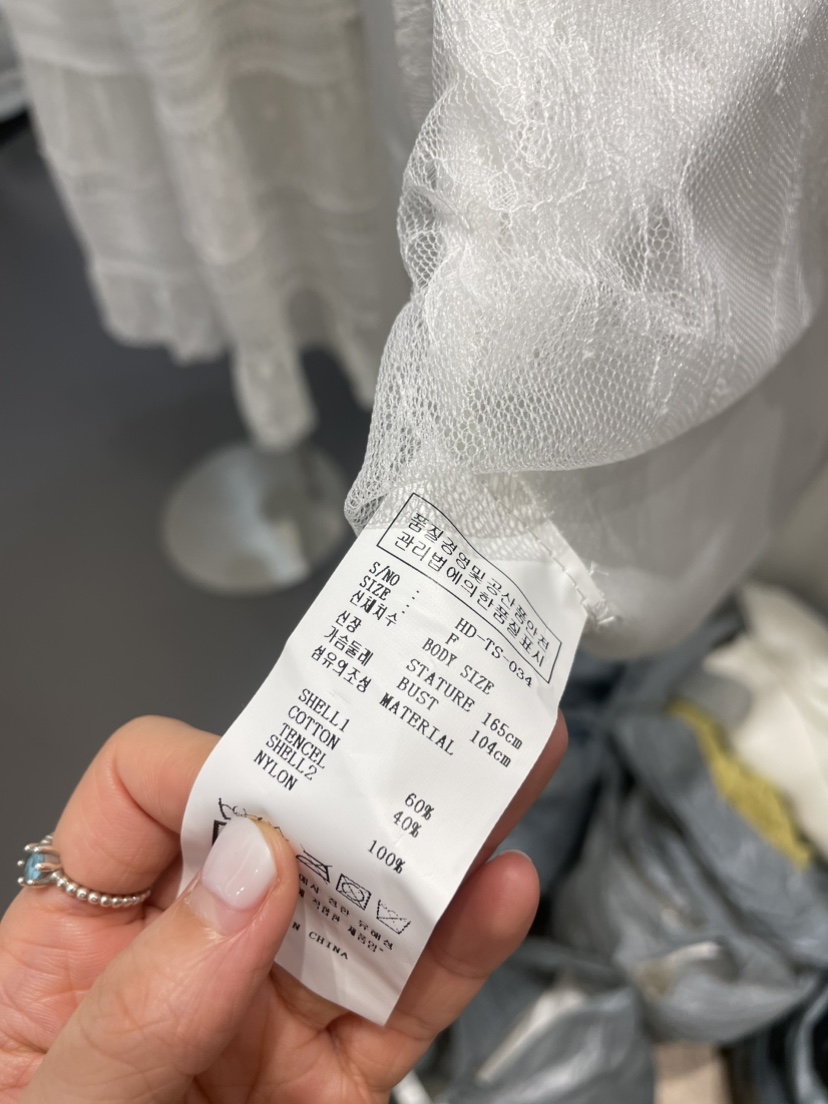 품질경영및공산품안전
관리법에의한품질표시
S/NO : HD-TS-034
SIZE : F
신체치수 BODY SIZE
신장 STATURE 165cm
가슴둘레 BUST 104cm
섬유의조성 MATERIAL
SHELL1
COTTON 60%
TENCEL 40%
SHELL2
NYLON 100%
CHINA